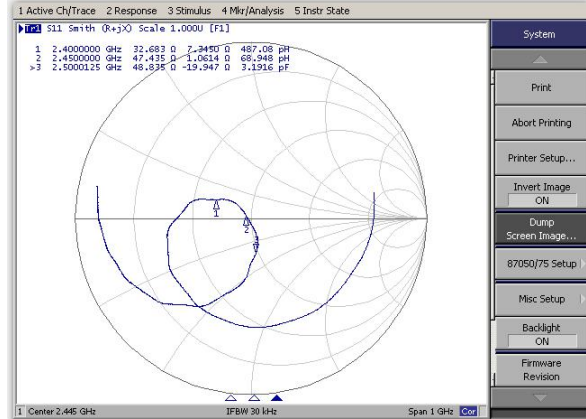 1 Active Ch/Trace 2 Response 3 Stimulus 4 Mkr/Analysis 5 Instr State
Tr1 S11 Smith (R+jX) Scale 1.000U [F1]
1 2.4000000 GHz 32.683 Ω 7.3450 Ω 487.08 pH
2 2.4500000 GHz 47.435 Ω 1.0614 Ω 68.948 pH
>3 2.5000125 GHz 48.835 Ω -19.947 Ω 3.1916 pF
1
2
System
Print
Abort Printing
Printer Setup...
Invert Image
ON
Dump
Screen Image...
87050/75 Setup
Misc Setup
Backlight
ON
Firmware
Revision
1 Center 2.445 GHz IFBW 30 kHz Span 1 GHz Cor